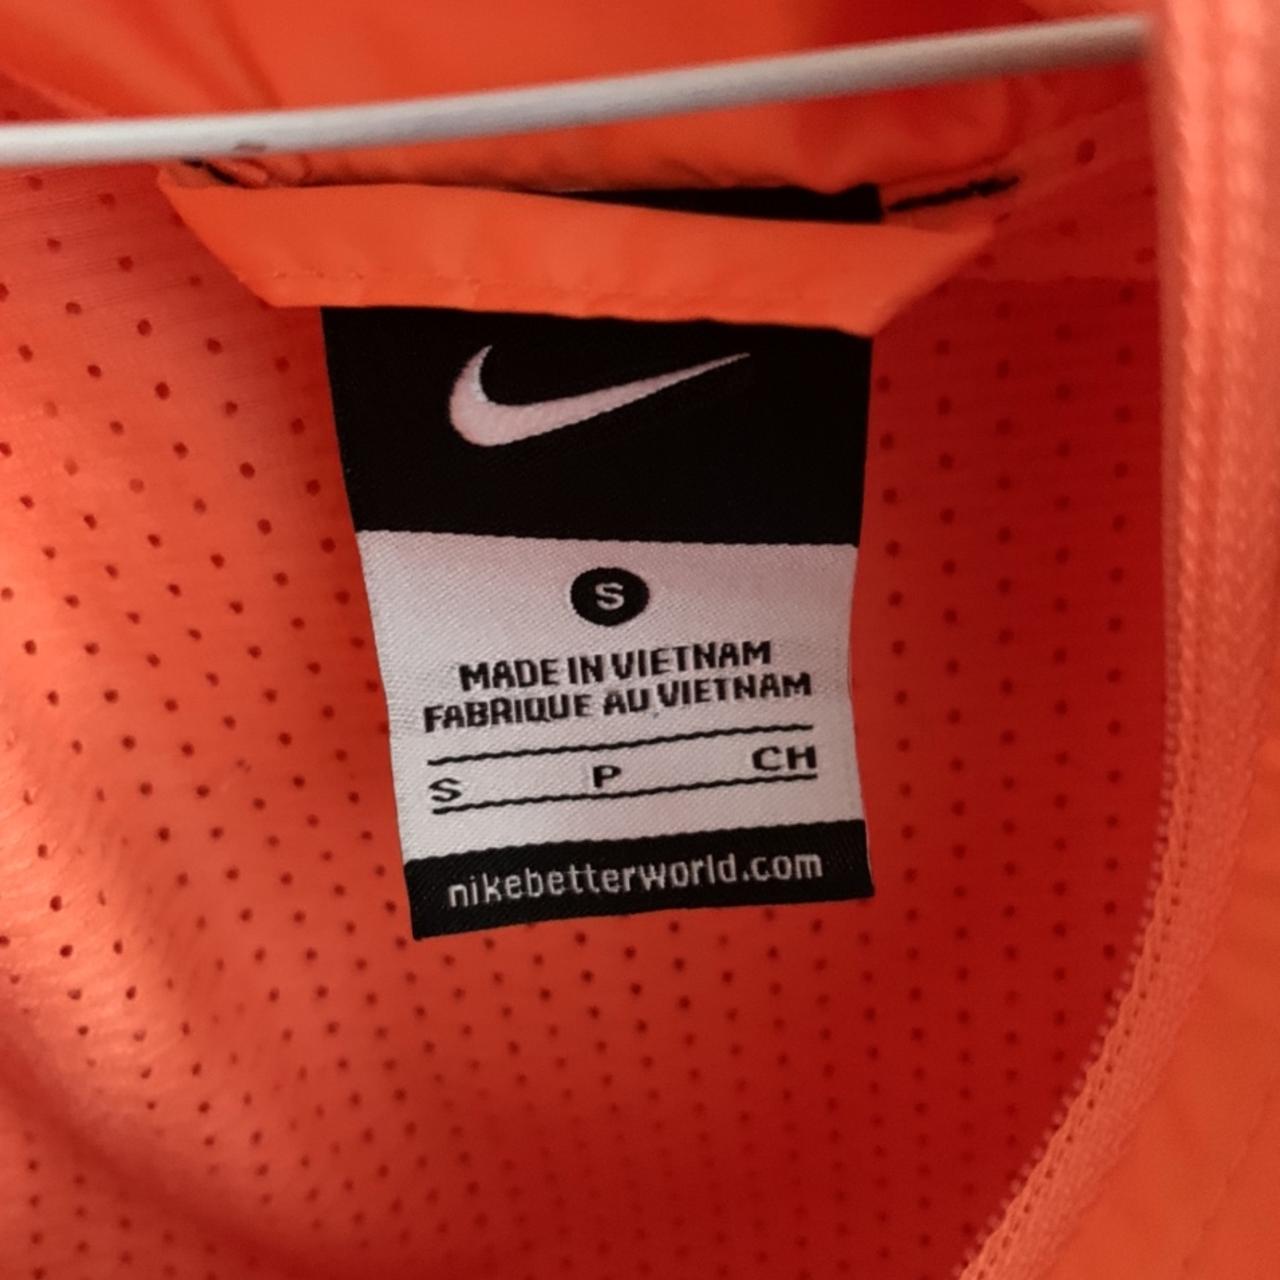 S
MADE IN VIETNAM
FABRIQUE AU VIETNAM
S P CH
nikebetterworld.com